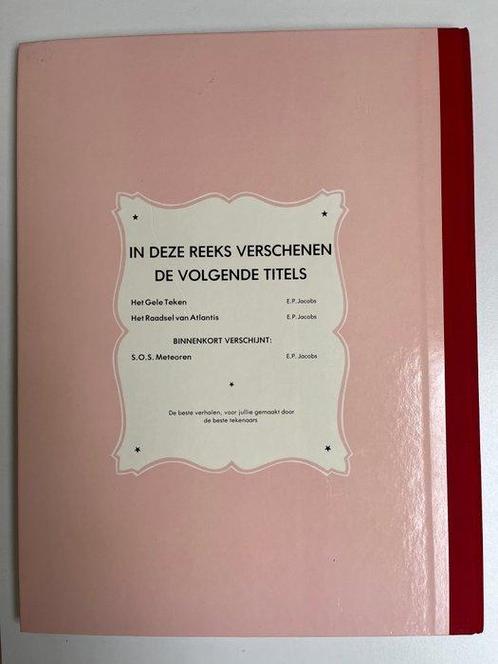 IN DEZE REEKS VERSCHENEN
DE VOLGENDE TITELS
Het Gele Teken E.P. Jacobs
Het Raadsel van Atlantis E.P. Jacobs
BINNENKORT VERSCHIJNT:
S.O.S. Meteoren E.P. Jacobs
De beste verhalen, voor jullie gemaakt door
de beste tekenaars